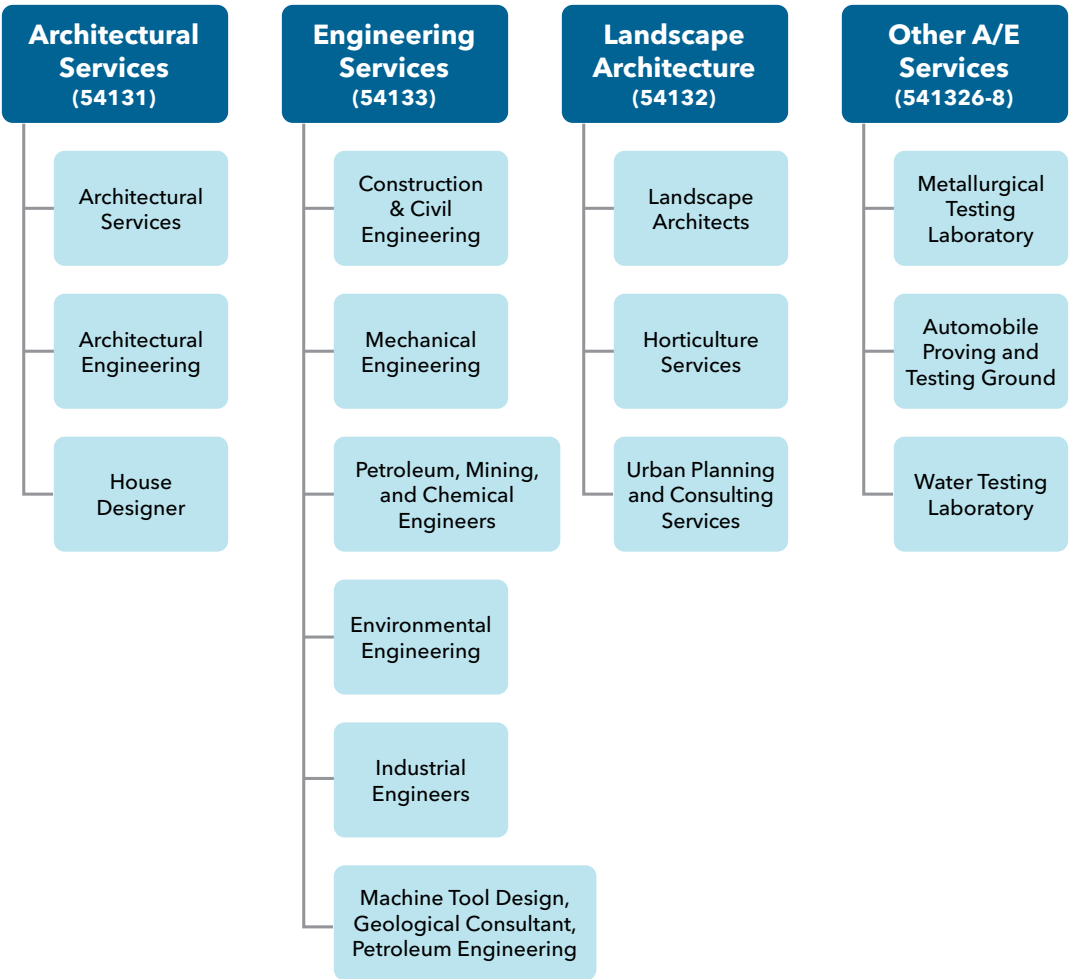 Architectural
Services
(54131)
Architectural
Services
Architectural
Engineering
House
Designer
Engineering
Services
(54133)
Construction
& Civil
Engineering
Mechanical
Engineering
Petroleum, Mining,
and Chemical
Engineers
Environmental
Engineering
Industrial
Engineers
Machine Tool Design,
Geological Consultant,
Petroleum Engineering
Landscape
Architecture
(54132)
Landscape
Architects
Horticulture
Services
Urban Planning
and Consulting
Services
Other A/E
Services
(541326-8)
Metallurgical
Testing
Laboratory
Automobile
Proving and
Testing Ground
Water Testing
Laboratory